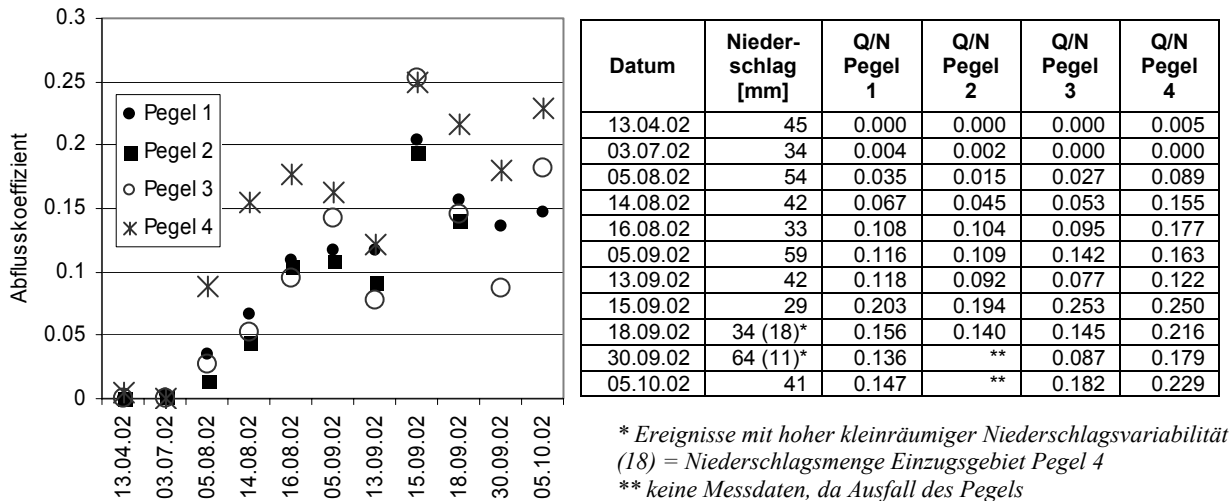 0.3
0.25
0.2
0.15
0.1
0.05
0
Abflusskoeffizient
Pegel 1
Pegel 2
Pegel 3
Pegel 4
13.04.02
03.07.02
05.08.02
14.08.02
16.08.02
05.09.02
13.09.02
15.09.02
18.09.02
30.09.02
05.10.02
Datum Nieder-schlag [mm] Q/N Pegel 1 Q/N Pegel 2 Q/N Pegel 3 Q/N Pegel 4
13.04.02 45 0.000 0.000 0.000 0.005
03.07.02 34 0.004 0.002 0.000 0.000
05.08.02 54 0.035 0.015 0.027 0.089
14.08.02 42 0.067 0.045 0.053 0.155
16.08.02 33 0.108 0.104 0.095 0.177
05.09.02 59 0.116 0.109 0.142 0.163
13.09.02 42 0.118 0.092 0.077 0.122
15.09.02 29 0.203 0.194 0.253 0.250
18.09.02 34 (18)* 0.156 0.140 0.145 0.216
30.09.02 64 (11)* 0.136 ** 0.087 0.179
05.10.02 41 0.147 ** 0.182 0.229
* Ereignisse mit hoher kleinräumiger Niederschlagsvariabilität
(18) = Niederschlagsmenge Einzugsgebiet Pegel 4
** keine Messdaten, da Ausfall des Pegels